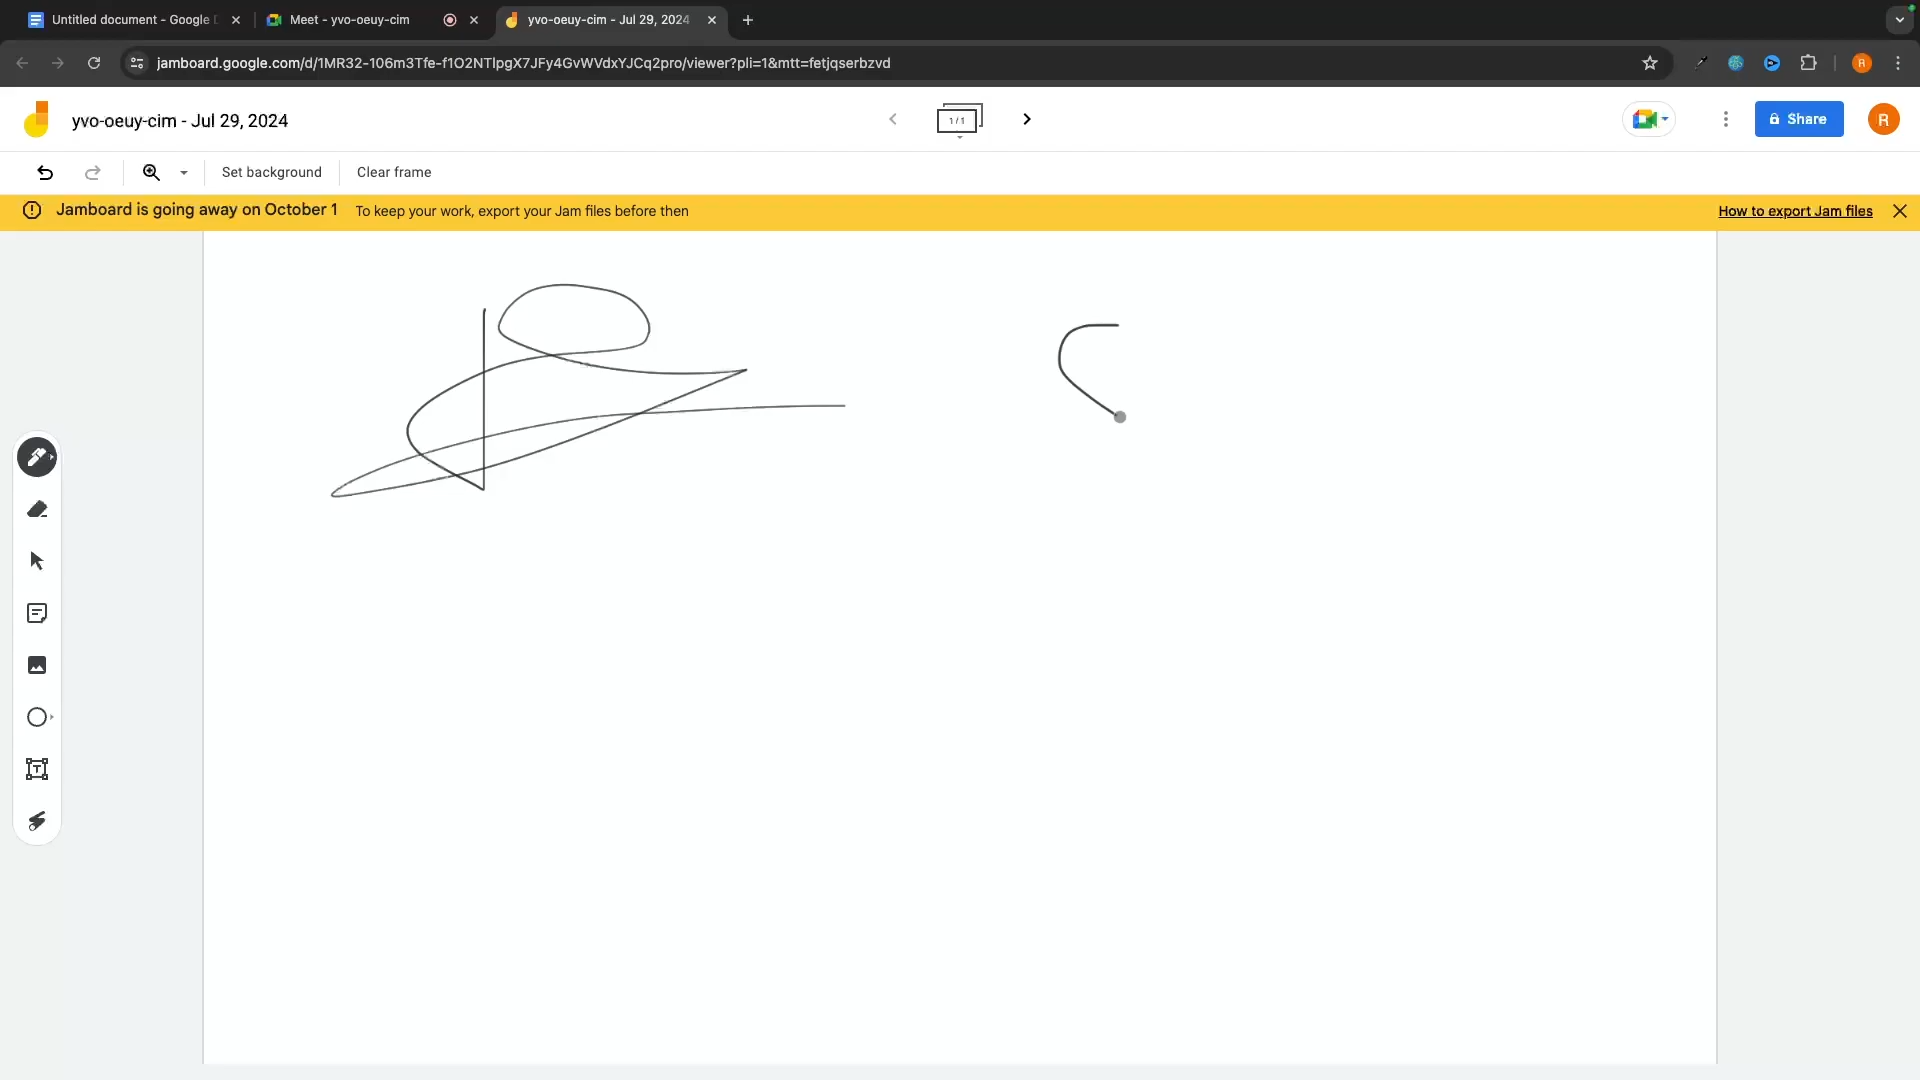 Untitled document - Google D
Meet - yvo-oeuy-cim
yvo-oeuy-cim - Jul 29, 2024
jamboard.google.com/d/1MR32-106m3Tfe-f1O2NTlpgX7JFy4GvWVdxYJCq2pro/viewer?pli=1&mtt=fetjqserbzvd
R
yvo-oeuy-cim - Jul 29, 2024
1 / 1
Share
R
Set background
Clear frame
Jamboard is going away on October 1 To keep your work, export your Jam files before then
How to export Jam files